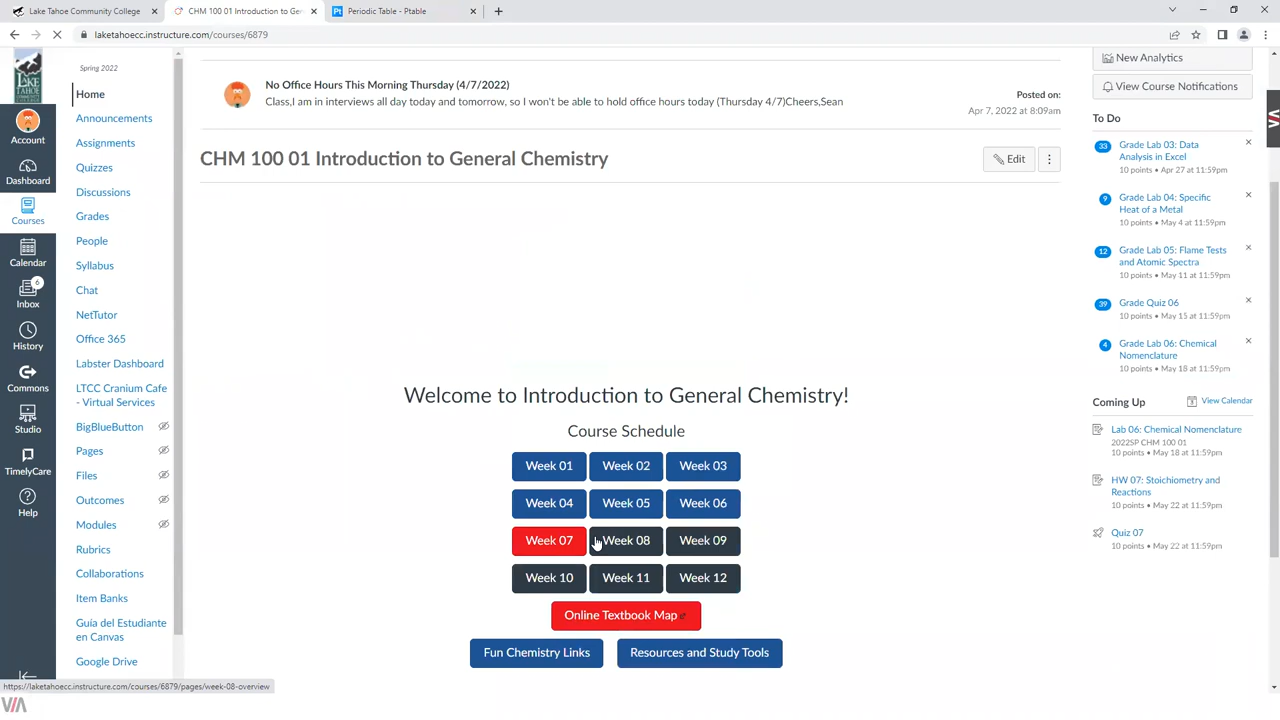 Lake Tahoe Community College
CHM 100 01 Introduction to Ger
Pt Periodic Table - Ptable
laketahoecc.instructure.com/courses/6879
LAKE TAHOE
Account
Dashboard
Courses
Calendar
6
Inbox
History
Commons
Studio
TimelyCare
Help
Spring 2022
Home
Announcements
Assignments
Quizzes
Discussions
Grades
People
Syllabus
Chat
NetTutor
Office 365
Labster Dashboard
LTCC Cranium Cafe
- Virtual Services
BigBlueButton
Pages
Files
Outcomes
Modules
Rubrics
Collaborations
Item Banks
Guía del Estudiante
en Canvas
Google Drive
No Office Hours This Morning Thursday (4/7/2022)
Class,I am in interviews all day today and tomorrow, so I won't be able to hold office hours today (Thursday 4/7)Cheers,Sean
Posted on:
Apr 7, 2022 at 8:09am
CHM 100 01 Introduction to General Chemistry
Edit
Welcome to Introduction to General Chemistry!
Course Schedule
Week 01 Week 02 Week 03
Week 04 Week 05 Week 06
Week 07 Week 08 Week 09
Week 10 Week 11 Week 12
Online Textbook Map
Fun Chemistry Links Resources and Study Tools
New Analytics
View Course Notifications
To Do
33 Grade Lab 03: Data
Analysis in Excel
10 points • Apr 27 at 11:59pm
9 Grade Lab 04: Specific
Heat of a Metal
10 points • May 4 at 11:59pm
12 Grade Lab 05: Flame Tests
and Atomic Spectra
10 points • May 11 at 11:59pm
39 Grade Quiz 06
10 points • May 15 at 11:59pm
4 Grade Lab 06: Chemical
Nomenclature
10 points • May 18 at 11:59pm
Coming Up
View Calendar
Lab 06: Chemical Nomenclature
2022SP CHM 100 01
10 points • May 18 at 11:59pm
HW 07: Stoichiometry and
Reactions
10 points • May 22 at 11:59pm
Quiz 07
10 points • May 22 at 11:59pm
https://laketahoecc.instructure.com/courses/6879/pages/week-08-overview
VIA